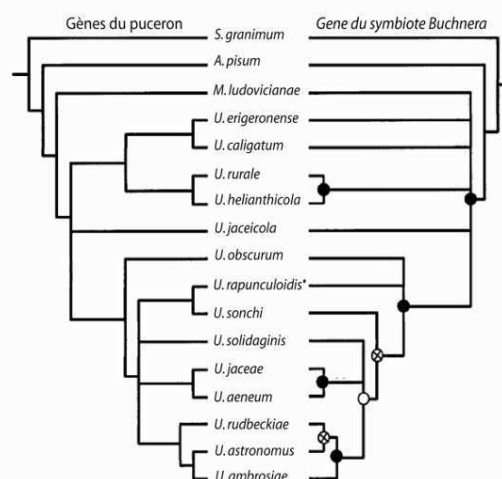 Gènes du puceron
Gene du symbiote Buchnera
S. granimum
A. pisum
M. ludovicianae
U. erigeronense
U. caligatum
U. rurale
U. helianthicola
U. jaceicola
U. obscurum
U. rapunculoidis*
U. sonchi
U. solidaginis
U. jaceae
U. aeneum
U. rudbeckiae
U. astronomus
U. ambrosiae